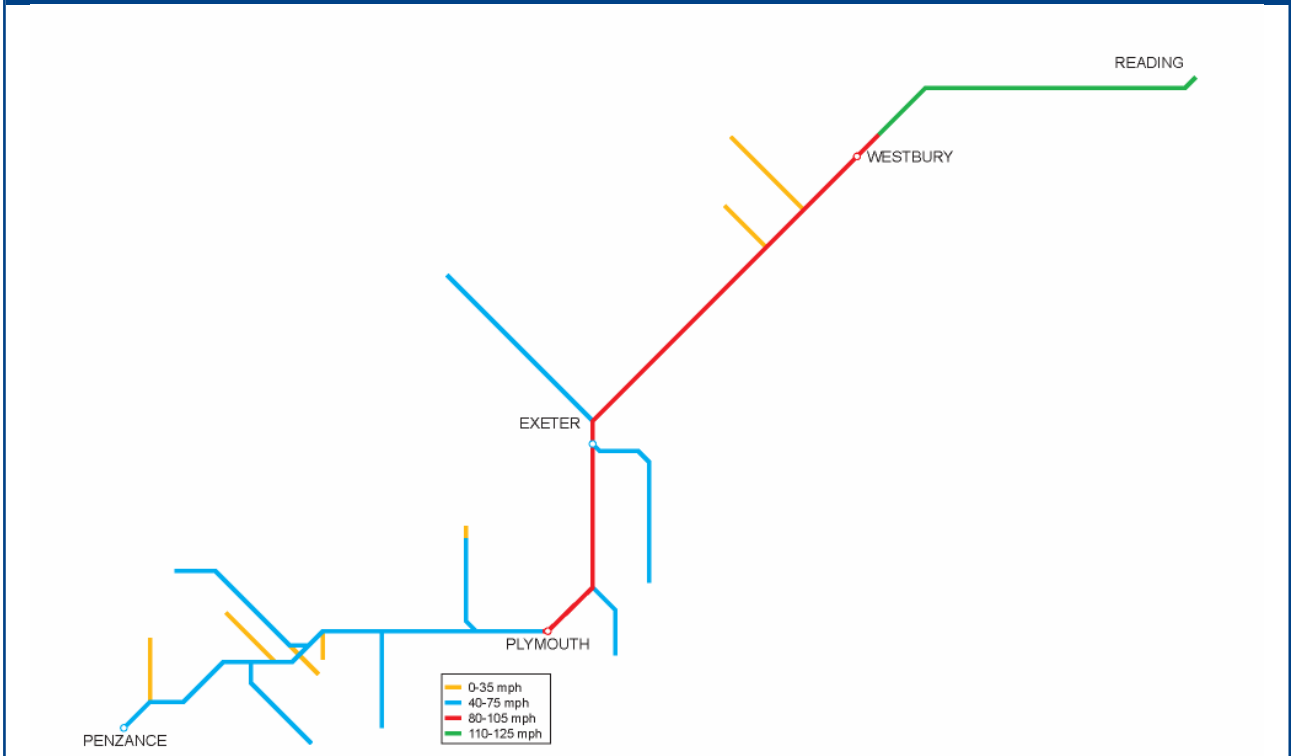 READING
WESTBURY
EXETER
PLYMOUTH
0-35 mph
40-75 mph
80-105 mph
110-125 mph
PENZANCE